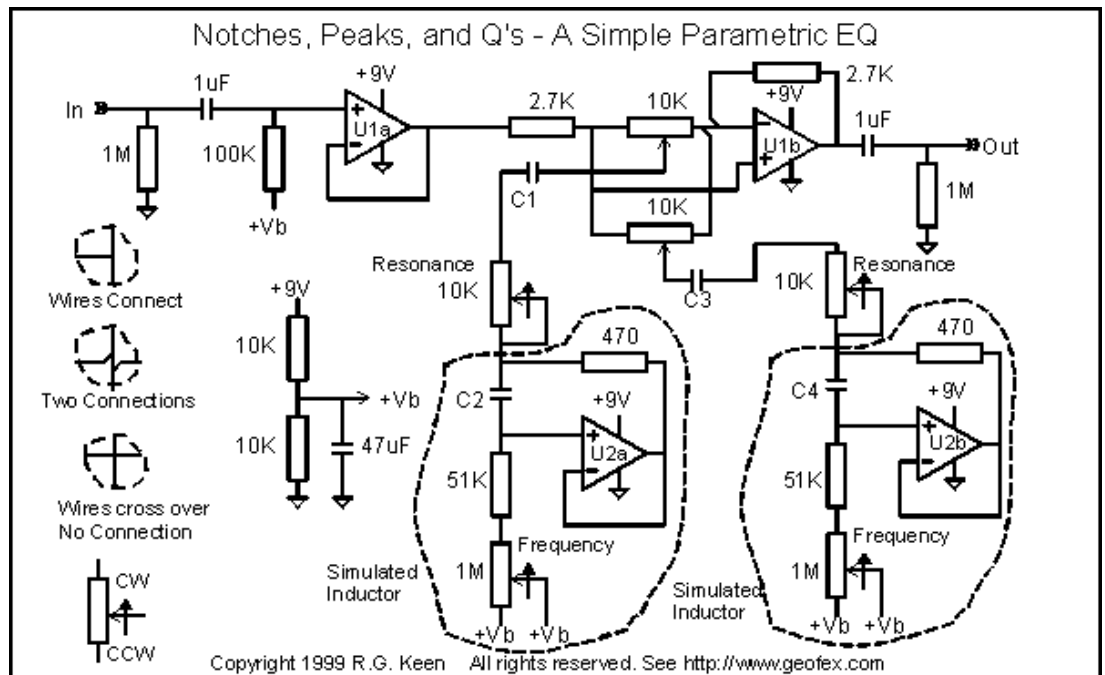 Notches, Peaks, and Q's - A Simple Parametric EQ
In
1uF
1M
100K
+Vb
+9V
+
-
U1a
2.7K
10K
C1
10K
2.7K
+9V
-
+
U1b
1uF
Out
1M
C3
Wires Connect
Two Connections
Wires cross over
No Connection
CW
CCW
+9V
10K
10K
+Vb
47uF
Resonance
10K
470
C2
+9V
+
-
U2a
51K
Frequency
1M
+Vb
+Vb
Simulated
Inductor
Resonance
10K
470
C4
+9V
+
-
U2b
51K
Frequency
1M
+Vb
+Vb
Simulated
Inductor
Copyright 1999 R.G. Keen All rights reserved. See http://www.geofex.com